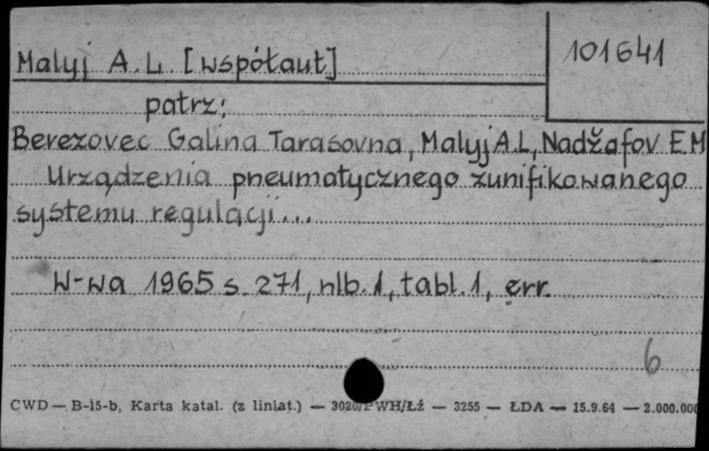 Malyj A.L. [współaut]
101641
patrz:
Berezovec Galina Tarasovna, Malyj A.L, Nadžafov E M
Urządzenia pneumatycznego zunifikowanego
systemu regulacji...
W-wa 1965 s. 271, nlb. 1, tabl. 1, err.
6
CWD — B-15-b, Karta katal. (z liniat.) — 3020/PWH/Łź — 3255 — ŁDA — 15.9.64 — 2.000.000